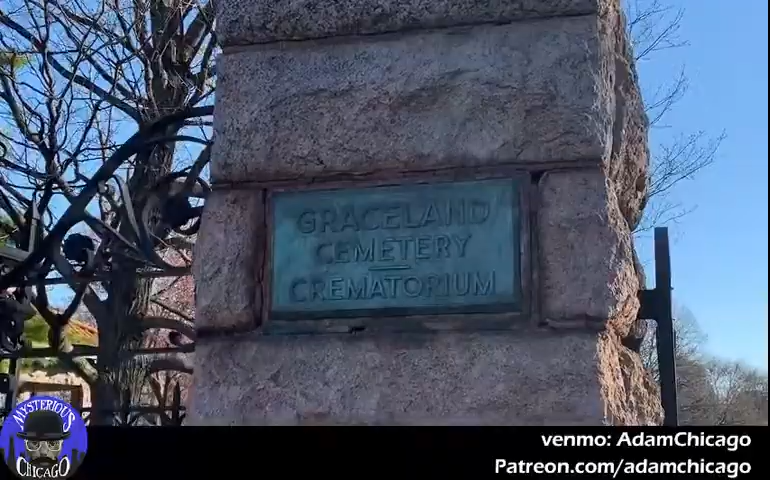 GRACELAND
CEMETERY
CREMATORIUM
MYSTERIOUS
CHICAGO
venmo: AdamChicago
Patreon.com/adamchicago